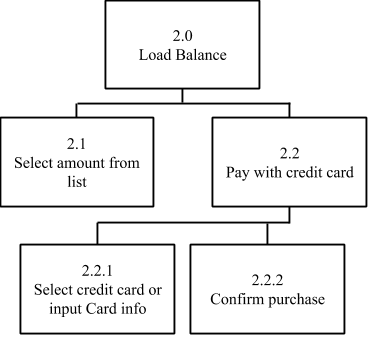 2.0
Load Balance
2.1
Select amount from
list
2.2
Pay with credit card
2.2.1
Select credit card or
input Card info
2.2.2
Confirm purchase